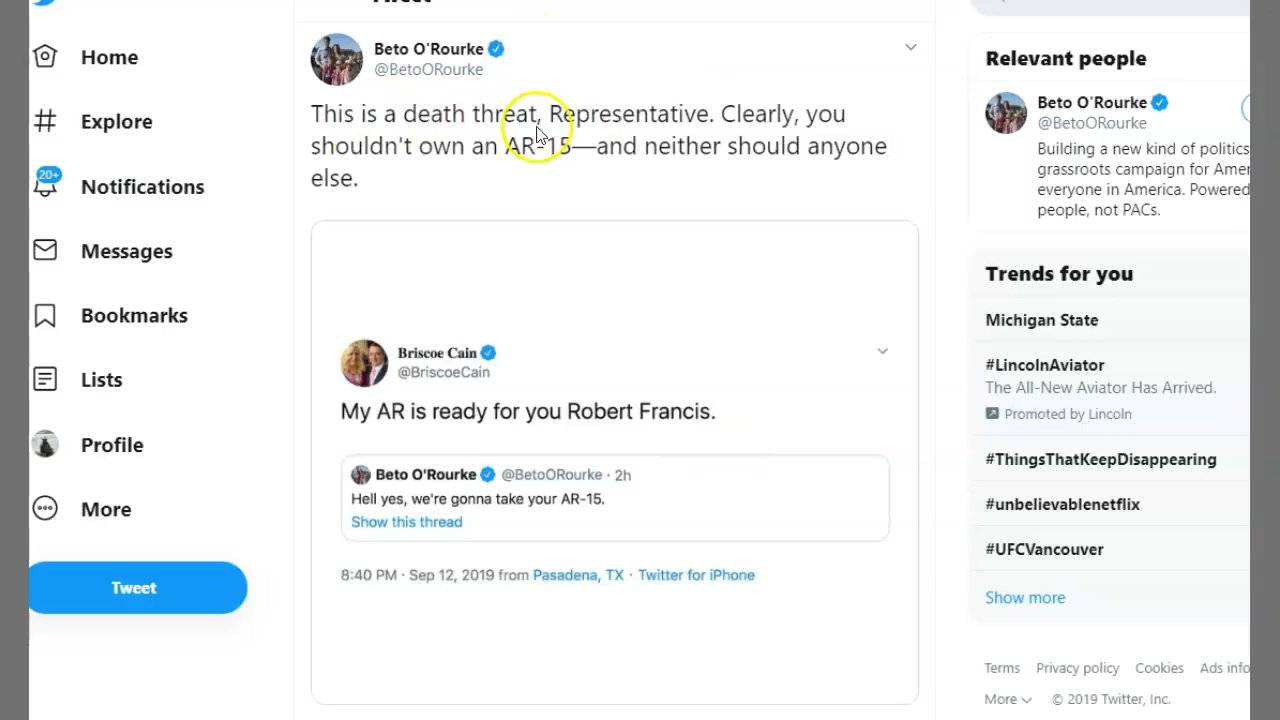 Home
Explore
20+
Notifications
Messages
Bookmarks
Lists
Profile
More
Tweet
Tweet
Beto O'Rourke
@BetoORourke
This is a death threat, Representative. Clearly, you
shouldn't own an AR-15—and neither should anyone
else.
Briscoe Cain
@BriscoeCain
My AR is ready for you Robert Francis.
Beto O'Rourke @BetoORourke · 2h
Hell yes, we're gonna take your AR-15.
Show this thread
8:40 PM · Sep 12, 2019 from Pasadena, TX · Twitter for iPhone
Relevant people
Beto O'Rourke
@BetoORourke
Building a new kind of politics
grassroots campaign for Amer
everyone in America. Powered
people, not PACs.
Trends for you
Michigan State
#LincolnAviator
The All-New Aviator Has Arrived.
Promoted by Lincoln
#ThingsThatKeepDisappearing
#unbelievablenetflix
#UFCVancouver
Show more
Terms Privacy policy Cookies Ads info
More © 2019 Twitter, Inc.